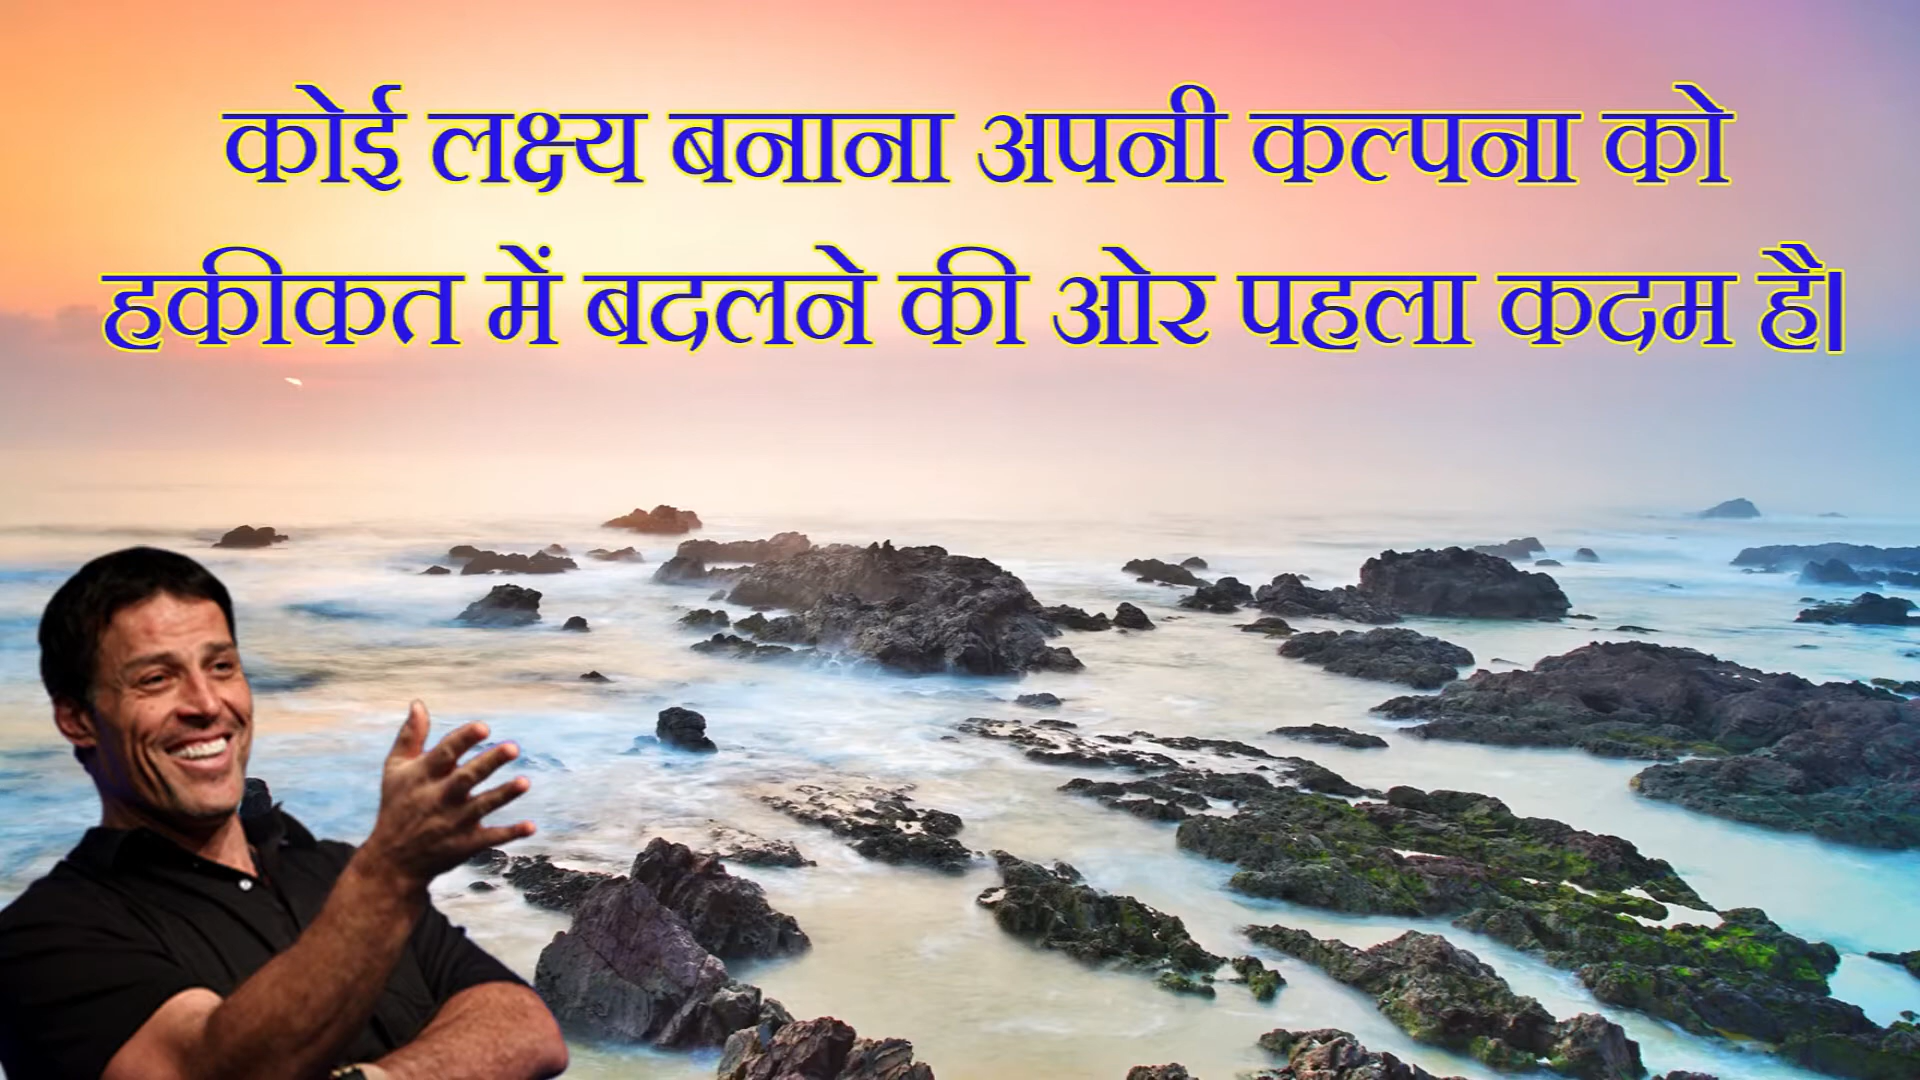 कोई लक्ष्य बनाना अपनी कल्पना को
हकीकत में बदलने की ओर पहला कदम है।